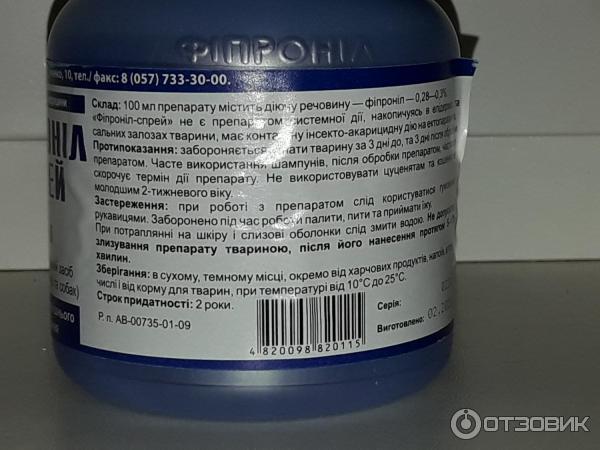 ФІПРОНІЛ
10, тел./ факс: 8 (057) 733-30-00.
Склад: 100 мл препарату містить діючу речовину — фіпроніл — 0,28—0,3%.
«Фіпроніл-спрей» не є препаратом системної дії, накопичуясь в
сальних залозах тварини, має контактну інсекто-акарицидну дію на
Протипоказання: забороняється тварину за 3 дні до, та 3 дні після
препаратом. Часте використання шампунів, після обробки препаратом,
скорочує термін дії препарату. Не використовувати цуценятам та
молодшим 2-тижневого віку.
Застереження: при роботі з препаратом слід користуватися
рукавицями. Заборонено під час роботи палити, пити та приймати їжу.
При потраплянні на шкіру і слизові оболонки слід змити водою. Не
злизування препарату твариною, після його нанесення протягом
хвилин.
Зберігання: в сухому, темному місці, окремо від харчових продуктів, напоїв,
числі і від корму для тварин, при температурі від 10°С до 25°С.
Строк придатності: 2 роки.
Р. п. АВ-00735-01-09
4 820098 820115
Серія:
Виготовлено:
та собак)
ОТЗОВИК